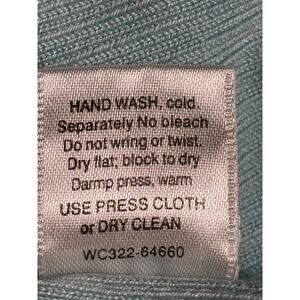 HAND WASH, cold.
Separately No bleach
Do not wring or twist.
Dry flat; block to dry
Darmp press, warm
USE PRESS CLOTH
or DRY CLEAN
WC322-64660